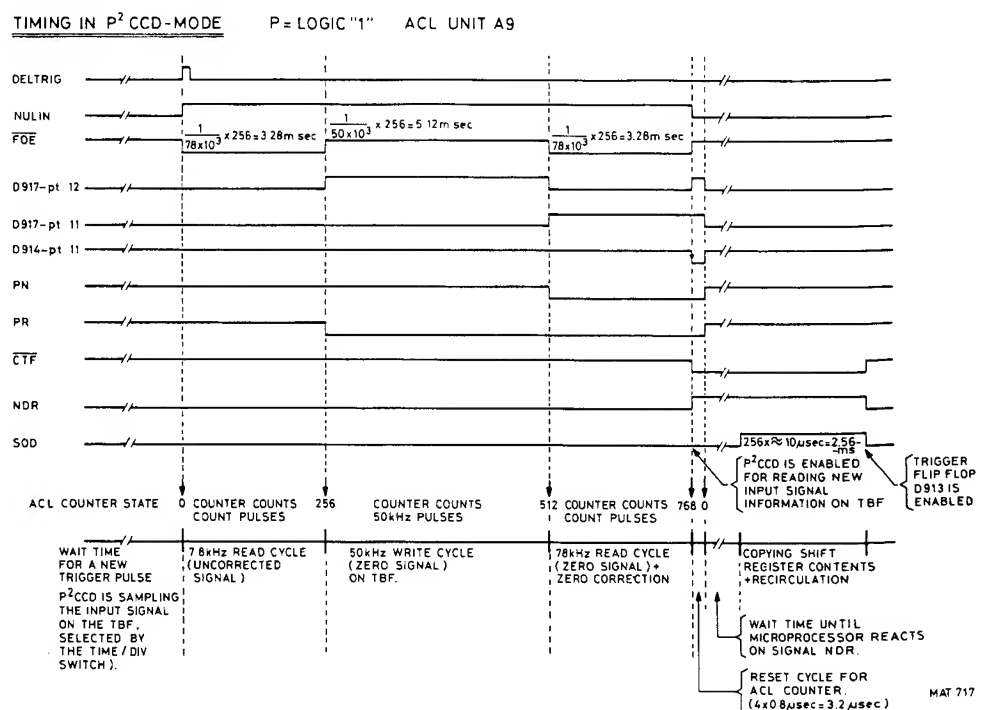 TIMING IN P² CCD-MODE P=LOGIC "1" ACL UNIT A9
DELTRIG
NULIN
FOE
1/78x10³ x 256=3.28m sec
1/50x10³ x 256=5.12m sec
1/78x10³ x 256=3.28m sec
D917-pt 12
D917-pt 11
D914-pt 11
PN
PR
CTF
NDR
SOD
256x≈10µsec=2,56-
-ms
P²CCD IS ENABLED
FOR READING NEW
INPUT SIGNAL
INFORMATION ON TBF
TRIGGER
FLIP FLOP
D913 IS
ENABLED
ACL COUNTER STATE
0 COUNTER COUNTS
COUNT PULSES
256
COUNTER COUNTS
50kHz PULSES
512 COUNTER COUNTS
COUNT PULSES
768 0
WAIT TIME
FOR A NEW
TRIGGER PULSE
P²CCD IS SAMPLING
THE INPUT SIGNAL
ON THE TBF,
SELECTED BY
THE TIME/DIV
SWITCH).
7 8kHz READ CYCLE
(UNCORRECTED
SIGNAL)
50kHz WRITE CYCLE
(ZERO SIGNAL)
ON TBF.
78kHz READ CYCLE
(ZERO SIGNAL)+
ZERO CORRECTION
COPYING SHIFT
REGISTER CONTENTS
+RECIRCULATION
WAIT TIME UNTIL
MICROPROCESSOR REACTS
ON SIGNAL NDR.
RESET CYCLE FOR
ACL COUNTER.
(4x0.8µsec=3.2µsec)
MAT 717